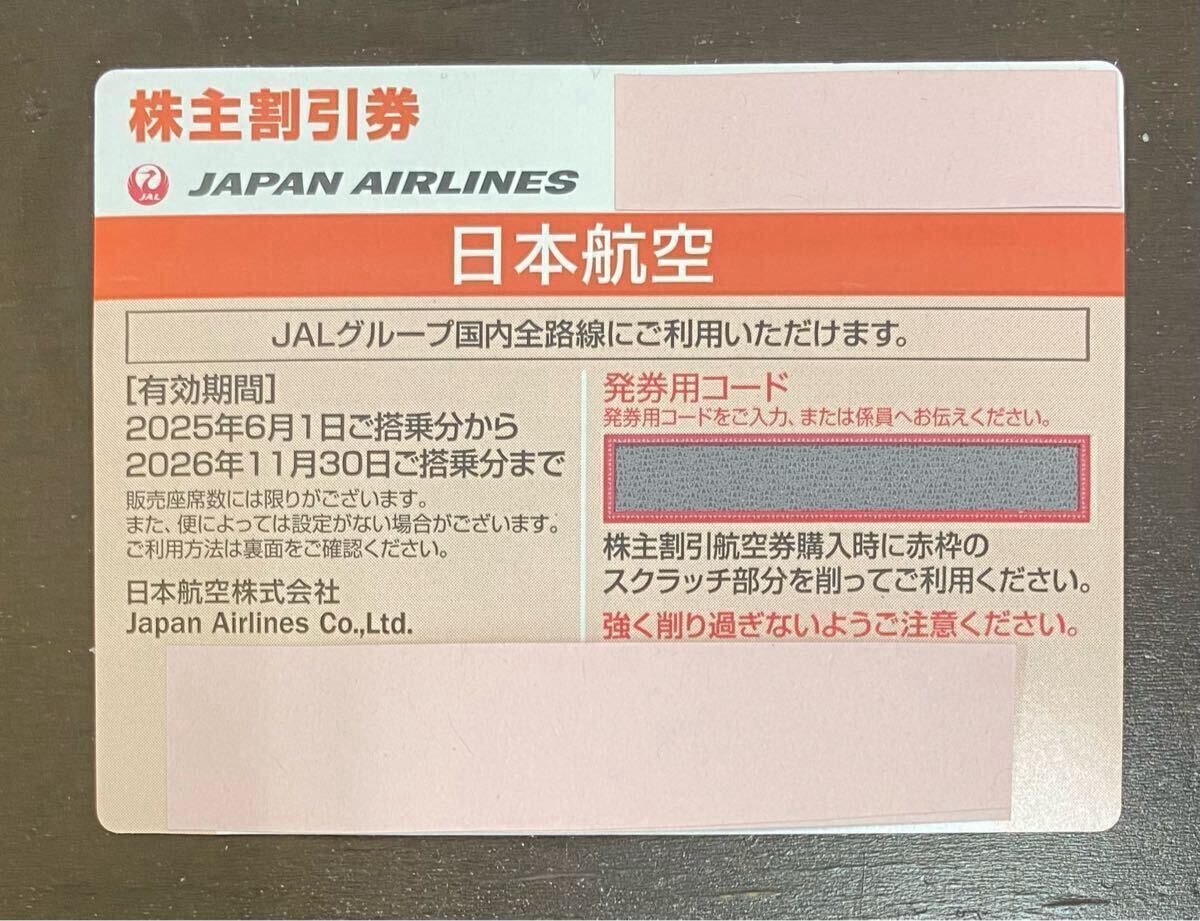 株主割引券
JAL
JAPAN AIRLINES
日本航空
JALグループ国内全路線にご利用いただけます。
[有効期間]
2025年6月1日ご搭乗分から
2026年11月30日ご搭乗分まで
販売座席数には限りがございます。
また、便によっては設定がない場合がございます。
ご利用方法は裏面をご確認ください。
日本航空株式会社
Japan Airlines Co.,Ltd.
発券用コード
発券用コードをご入力、または係員へお伝えください。
株主割引航空券購入時に赤枠の
スクラッチ部分を削ってご利用ください。
強く削り過ぎないようご注意ください。